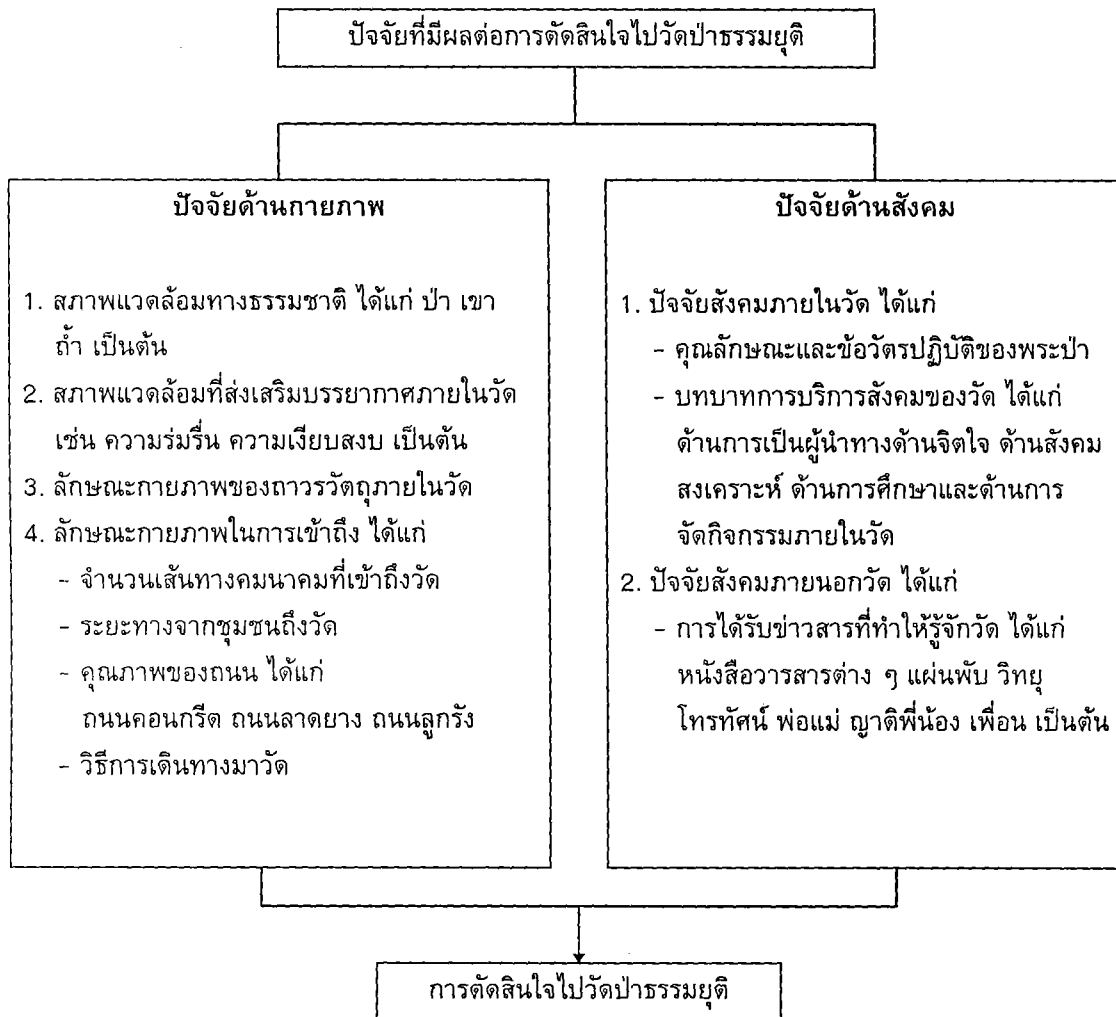 ปัจจัยที่มีผลต่อการตัดสินใจไปวัดป่าธรรมยุติ
ปัจจัยด้านกายภาพ
1. สภาพแวดล้อมทางธรรมชาติ ได้แก่ ป่า เขา
ถ้ำ เป็นต้น
2. สภาพแวดล้อมที่ส่งเสริมบรรยากาศภายในวัด
เช่น ความร่มรื่น ความเงียบสงบ เป็นต้น
3. ลักษณะกายภาพของถาวรวัตถุภายในวัด
4. ลักษณะกายภาพในการเข้าถึง ได้แก่
- จำนวนเส้นทางคมนาคมที่เข้าถึงวัด
- ระยะทางจากชุมชนถึงวัด
- คุณภาพของถนน ได้แก่
ถนนคอนกรีต ถนนลาดยาง ถนนลูกรัง
- วิธีการเดินทางมาวัด
ปัจจัยด้านสังคม
1. ปัจจัยสังคมภายในวัด ได้แก่
- คุณลักษณะและข้อวัตรปฏิบัติของพระป่า
- บทบาทการบริการสังคมของวัด ได้แก่
ด้านการเป็นผู้นำทางด้านจิตใจ ด้านสังคม
สงเคราะห์ ด้านการศึกษาและด้านการ
จัดกิจกรรมภายในวัด
2. ปัจจัยสังคมภายนอกวัด ได้แก่
- การได้รับข่าวสารที่ทำให้รู้จักวัด ได้แก่
หนังสือวารสารต่าง ๆ แผ่นพับ วิทยุ
โทรทัศน์ พ่อแม่ ญาติพี่น้อง เพื่อน เป็นต้น
การตัดสินใจไปวัดป่าธรรมยุติ